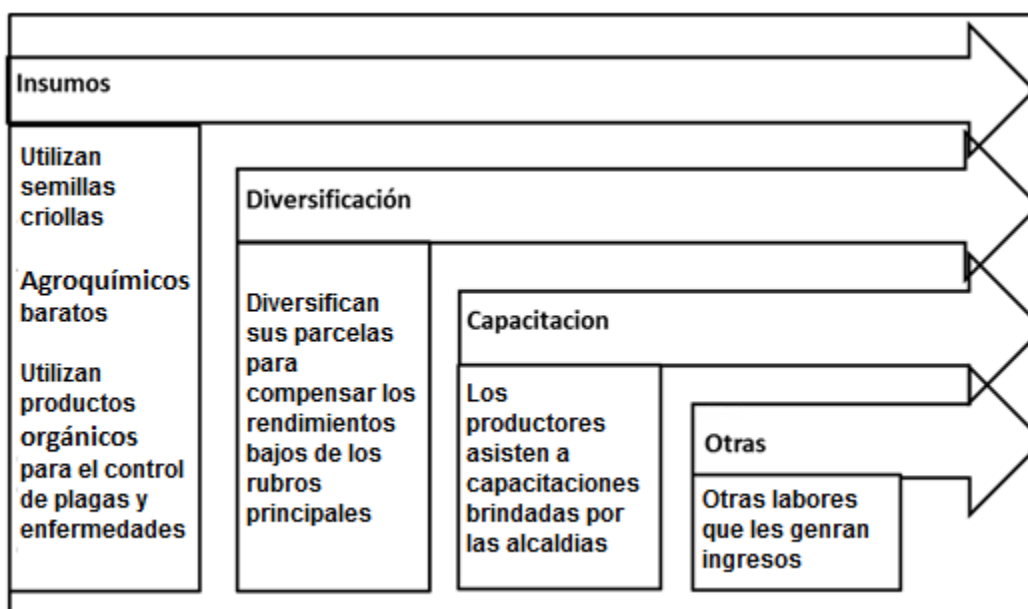 Insumos
Utilizan
semillas
criollas
Agroquímicos
baratos
Utilizan
productos
orgánicos
para el control
de plagas y
enfermedades
Diversificación
Diversifican
sus parcelas
para
compensar los
rendimientos
bajos de los
rubros
principales
Capacitacion
Los
productores
asisten a
capacitaciones
brindadas por
las alcaldias
Otras
Otras labores
que les genran
ingresos